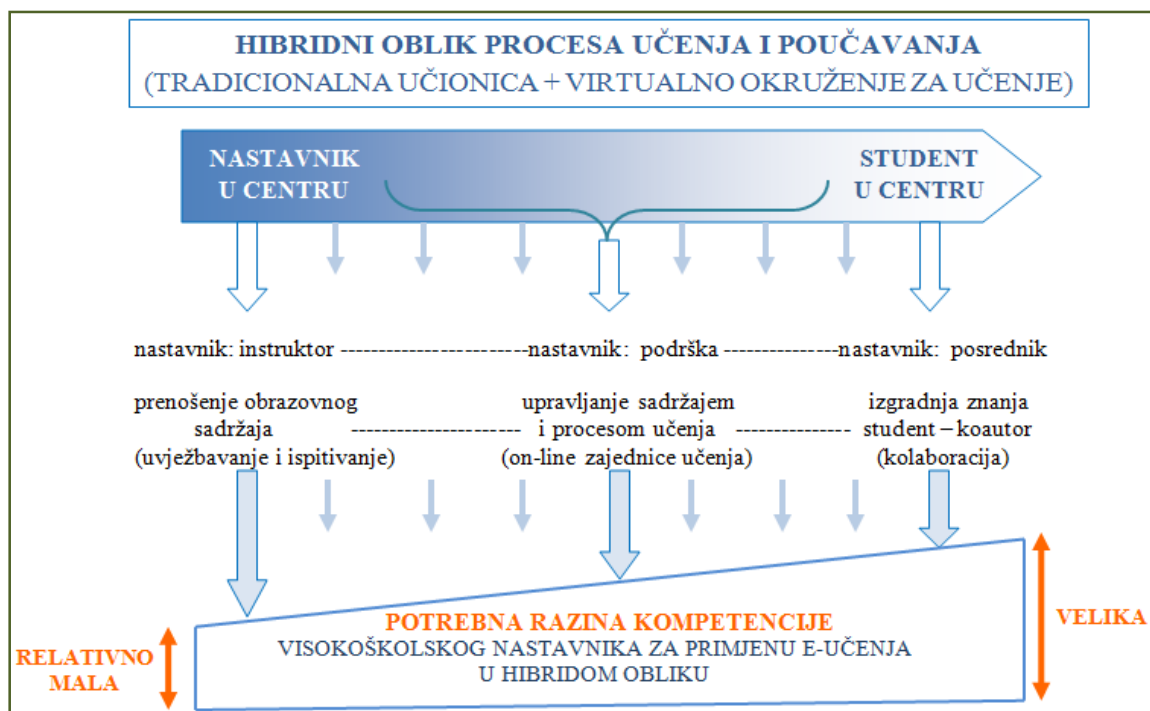 HIBRIDNI OBLIK PROCESA UČENJA I POUČAVANJA
(TRADICIONALNA UČIONICA + VIRTUALNO OKRUŽENJE ZA UČENJE)
NASTAVNIK
U CENTRU
STUDENT
U CENTRU
nastavnik: instruktor ----------------------nastavnik: podrška -------------nastavnik: posrednik
prenošenje obrazovnog
sadržaja
(uvježbavanje i ispitivanje)
upravljanje sadržajem
i procesom učenja
(on-line zajednice učenja)
izgradnja znanja
student – koautor
(kolaboracija)
POTREBNA RAZINA KOMPETENCIJE
VISOKOŠKOLSKOG NASTAVNIKA ZA PRIMJENU E-UČENJA
U HIBRIDOM OBLIKU
RELATIVNO
MALA
VELIKA